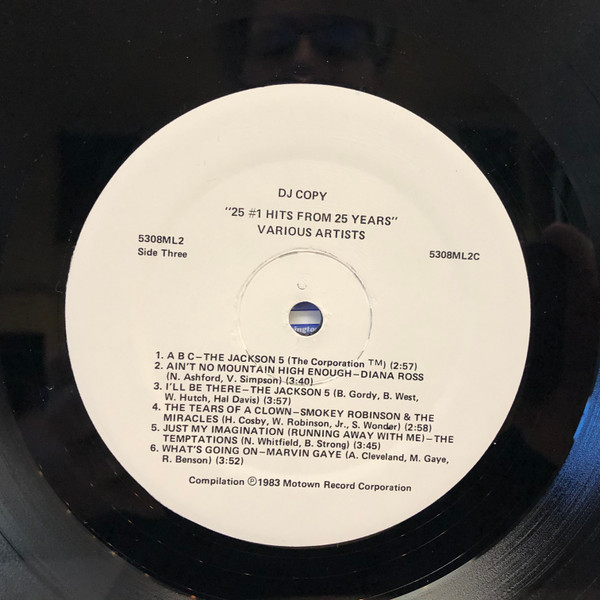 DJ COPY
"25 #1 HITS FROM 25 YEARS"
VARIOUS ARTISTS
5308ML2
Side Three
5308ML2C
1. A B C—THE JACKSON 5 (The Corporation ™) (2:57)
2. AIN'T NO MOUNTAIN HIGH ENOUGH—DIANA ROSS
(N. Ashford, V. Simpson) (3:40)
3. I'LL BE THERE—THE JACKSON 5 (B. Gordy, B. West,
W. Hutch, Hal Davis) (3:57)
4. THE TEARS OF A CLOWN—SMOKEY ROBINSON & THE
MIRACLES (H. Cosby, W. Robinson, Jr., S. Wonder) (2:58)
5. JUST MY IMAGINATION (RUNNING AWAY WITH ME)—THE
TEMPTATIONS (N. Whitfield, B. Strong) (3:45)
6. WHAT'S GOING ON—MARVIN GAYE (A. Cleveland, M. Gaye,
R. Benson) (3:52)
Compilation ℗1983 Motown Record Corporation